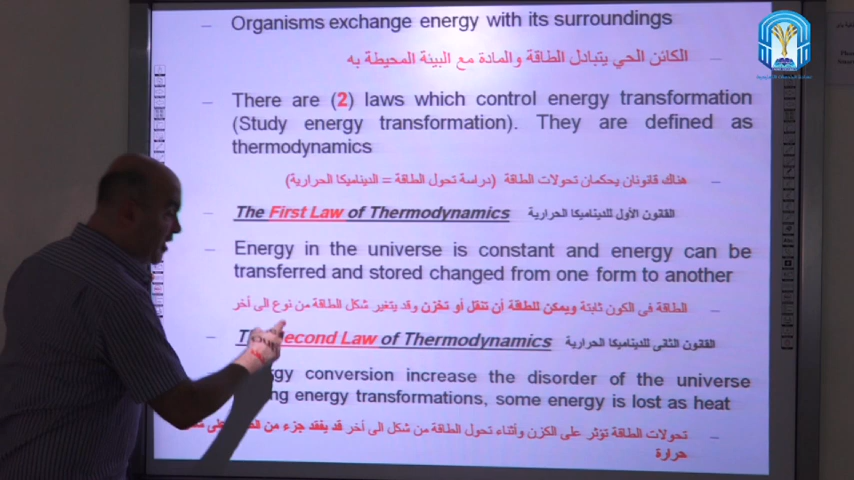 – Organisms exchange energy with its surroundings
– الكائن الحي يتبادل الطاقة والمادة مع البيئة المحيطة به
– There are (2) laws which control energy transformation
(Study energy transformation). They are defined as
thermodynamics
– هناك قانونان يحكمان تحولات الطاقة (دراسة تحول الطاقة = الديناميكا الحرارية)
– The First Law of Thermodynamics القانون الأول للديناميكا الحرارية
– Energy in the universe is constant and energy can be
transferred and stored changed from one form to another
– الطاقة فى الكون ثابتة ويمكن للطاقة أن تنقل أو تخزن وقد يتغير شكل الطاقة من نوع الى أخر
– Second Law of Thermodynamics القانون الثانى للديناميكا الحرارية
conversion increase the disorder of the universe
energy transformations, some energy is lost as heat
– تحولات الطاقة تؤثر على الكزن وأثناء تحول الطاقة من شكل الى أخر قد يفقد جزء من
حرارة